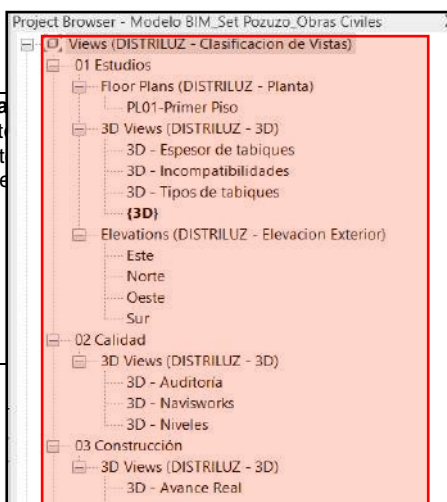 Project Browser - Modelo BIM_Set Pozuzo_Obras Civiles
Views (DISTRILUZ - Clasificacion de Vistas)
01 Estudios
Floor Plans (DISTRILUZ - Planta)
PL01-Primer Piso
3D Views (DISTRILUZ - 3D)
3D - Espesor de tabiques
3D - Incompatibilidades
3D - Tipos de tabiques
{3D}
Elevations (DISTRILUZ - Elevacion Exterior)
Este
Norte
Oeste
Sur
02 Calidad
3D Views (DISTRILUZ - 3D)
3D - Auditoría
3D - Navisworks
3D - Niveles
03 Construcción
3D Views (DISTRILUZ - 3D)
3D - Avance Real